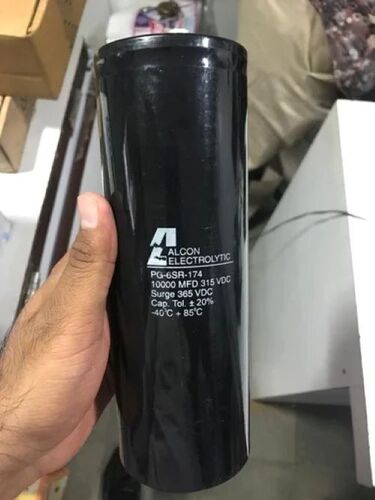 ALCON
ELECTROLYTIC
PG-6SR-174
10000 MFD 315 VDC
Surge 365 VDC
Cap. Tol. ± 20%
-40°C + 85°C